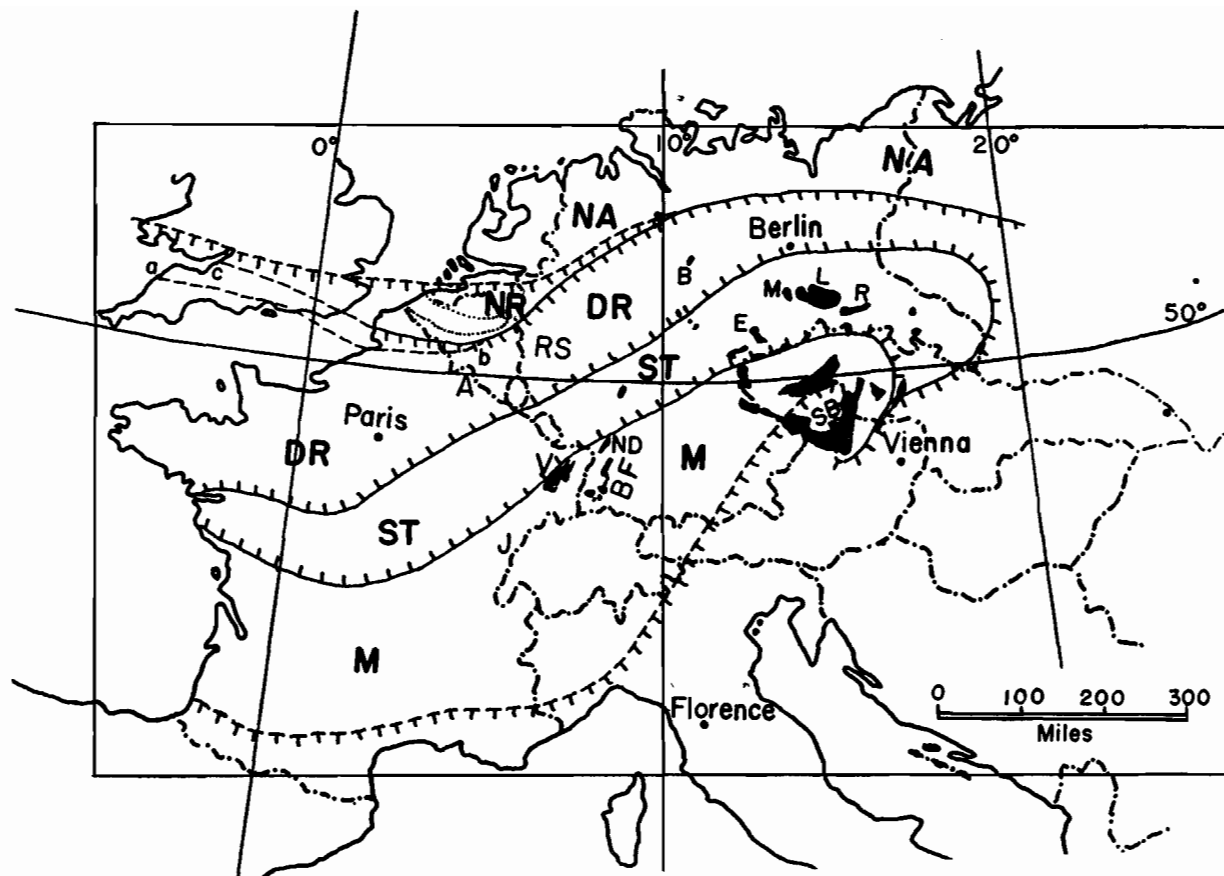 0°
10°
20°
NA
NA
Berlin
a
c
B
L
M
R
NR
DR
50°
E
RS
b
ST
A
SB
Paris
ND
Vienna
DR
V
BF
M
ST
J
M
0 100 200 300
Miles
Florence